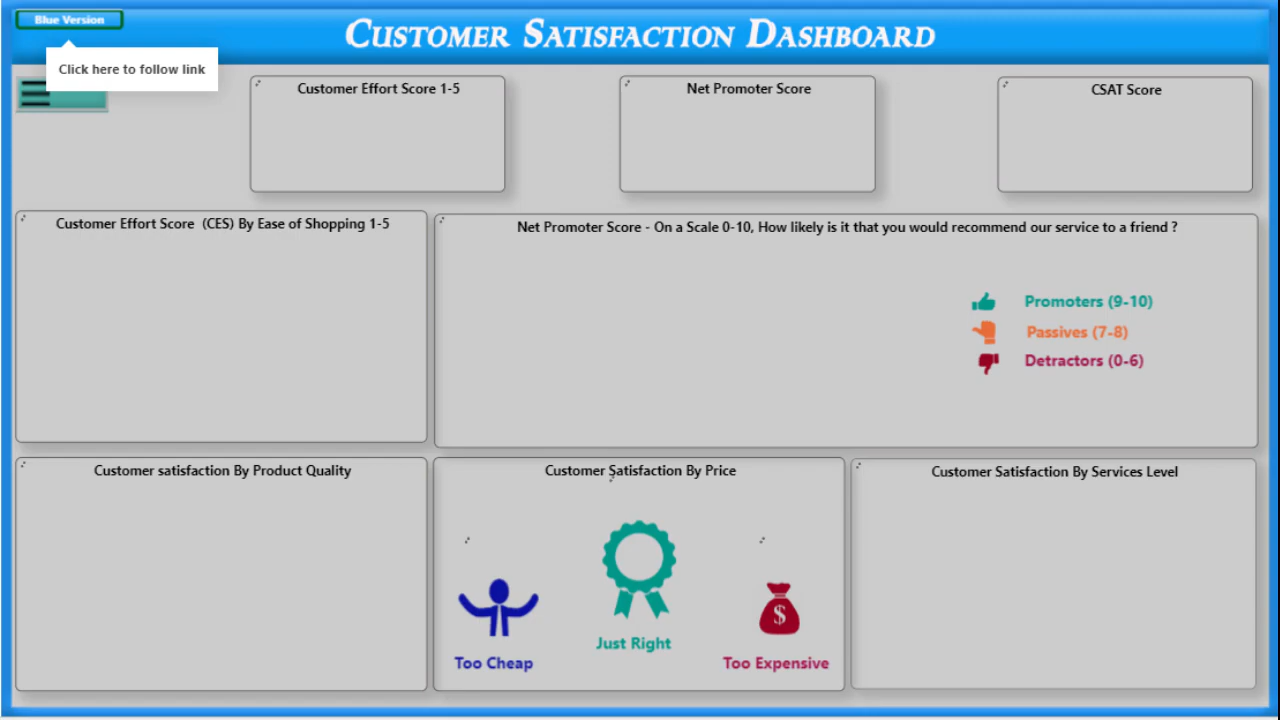 Blue Version
CUSTOMER SATISFACTION DASHBOARD
Click here to follow link
Customer Effort Score 1-5
Net Promoter Score
CSAT Score
Customer Effort Score (CES) By Ease of Shopping 1-5
Net Promoter Score - On a Scale 0-10, How likely is it that you would recommend our service to a friend ?
Promoters (9-10)
Passives (7-8)
Detractors (0-6)
Customer satisfaction By Product Quality
Customer Satisfaction By Price
Customer Satisfaction By Services Level
$
Just Right
Too Cheap
Too Expensive